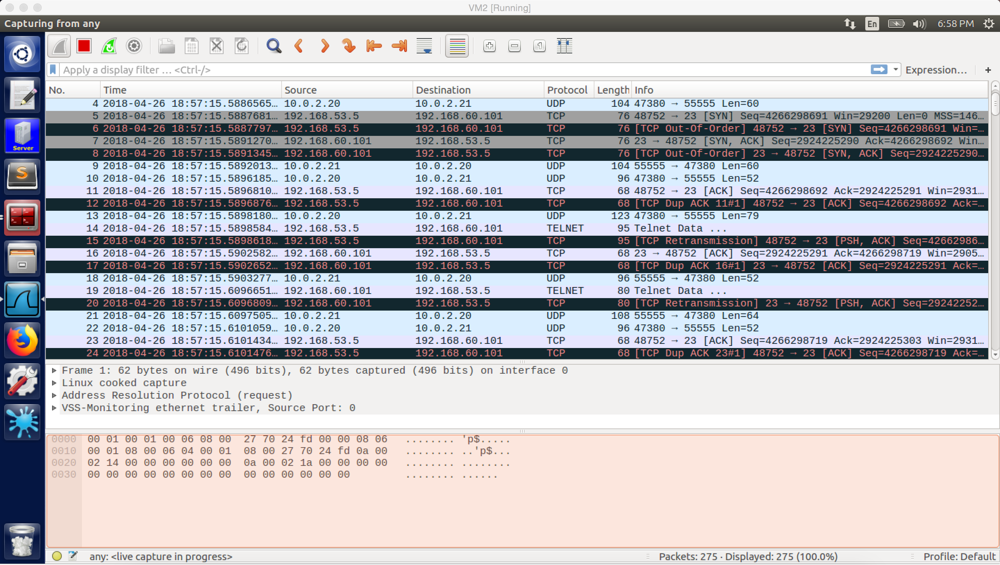 VM2 [Running]
Capturing from any
En
6:58 PM
Apply a display filter ... <Ctrl-/>
Expression...
+
No. Time Source Destination Protocol Length Info
4 2018-04-26 18:57:15.5886565... 10.0.2.20 10.0.2.21 UDP 104 47380 → 55555 Len=60
5 2018-04-26 18:57:15.5887681... 192.168.53.5 192.168.60.101 TCP 76 48752 → 23 [SYN] Seq=4266298691 Win=29200 Len=0 MSS=146...
6 2018-04-26 18:57:15.5887797... 192.168.53.5 192.168.60.101 TCP 76 [TCP Out-Of-Order] 48752 → 23 [SYN] Seq=4266298691 Win=...
7 2018-04-26 18:57:15.5891270... 192.168.60.101 192.168.53.5 TCP 76 23 → 48752 [SYN, ACK] Seq=2924225290 Ack=4266298692 Win...
8 2018-04-26 18:57:15.5891345... 192.168.60.101 192.168.53.5 TCP 76 [TCP Out-Of-Order] 23 → 48752 [SYN, ACK] Seq=2924225290...
9 2018-04-26 18:57:15.5892013... 10.0.2.21 10.0.2.20 UDP 104 55555 → 47380 Len=60
10 2018-04-26 18:57:15.5896185... 10.0.2.20 10.0.2.21 UDP 96 47380 → 55555 Len=52
11 2018-04-26 18:57:15.5896810... 192.168.53.5 192.168.60.101 TCP 68 48752 → 23 [ACK] Seq=4266298692 Ack=2924225291 Win=2931...
12 2018-04-26 18:57:15.5896876... 192.168.53.5 192.168.60.101 TCP 68 [TCP Dup ACK 11#1] 48752 → 23 [ACK] Seq=4266298692 Ack=...
13 2018-04-26 18:57:15.5898180... 10.0.2.20 10.0.2.21 UDP 123 47380 → 55555 Len=79
14 2018-04-26 18:57:15.5898584... 192.168.53.5 192.168.60.101 TELNET 95 Telnet Data ...
15 2018-04-26 18:57:15.5898618... 192.168.53.5 192.168.60.101 TCP 95 [TCP Retransmission] 48752 → 23 [PSH, ACK] Seq=42662986...
16 2018-04-26 18:57:15.5902582... 192.168.60.101 192.168.53.5 TCP 68 23 → 48752 [ACK] Seq=2924225291 Ack=4266298719 Win=2905...
17 2018-04-26 18:57:15.5902652... 192.168.60.101 192.168.53.5 TCP 68 [TCP Dup ACK 16#1] 23 → 48752 [ACK] Seq=2924225291 Ack=...
18 2018-04-26 18:57:15.5903277... 10.0.2.21 10.0.2.20 UDP 96 55555 → 47380 Len=52
19 2018-04-26 18:57:15.6096651... 192.168.60.101 192.168.53.5 TELNET 80 Telnet Data ...
20 2018-04-26 18:57:15.6096809... 192.168.60.101 192.168.53.5 TCP 80 [TCP Retransmission] 23 → 48752 [PSH, ACK] Seq=29242252...
21 2018-04-26 18:57:15.6097505... 10.0.2.21 10.0.2.20 UDP 108 55555 → 47380 Len=64
22 2018-04-26 18:57:15.6101059... 10.0.2.20 10.0.2.21 UDP 96 47380 → 55555 Len=52
23 2018-04-26 18:57:15.6101434... 192.168.53.5 192.168.60.101 TCP 68 48752 → 23 [ACK] Seq=4266298719 Ack=2924225303 Win=2931...
24 2018-04-26 18:57:15.6101476... 192.168.53.5 192.168.60.101 TCP 68 [TCP Dup ACK 23#1] 48752 → 23 [ACK] Seq=4266298719 Ack=...
Server
S
Frame 1: 62 bytes on wire (496 bits), 62 bytes captured (496 bits) on interface 0
Linux cooked capture
Address Resolution Protocol (request)
VSS-Monitoring ethernet trailer, Source Port: 0
0000 00 01 00 01 00 06 08 00 27 70 24 fd 00 00 08 06 ........ 'p$.....
0010 00 01 08 00 06 04 00 01 08 00 27 70 24 fd 0a 00 ........ ..'p$...
0020 02 14 00 00 00 00 00 00 0a 00 02 1a 00 00 00 00 ........ ........
0030 00 00 00 00 00 00 00 00 00 00 00 00 00 00 ........ ......
any: <live capture in progress>
Packets: 275 · Displayed: 275 (100.0%)
Profile: Default